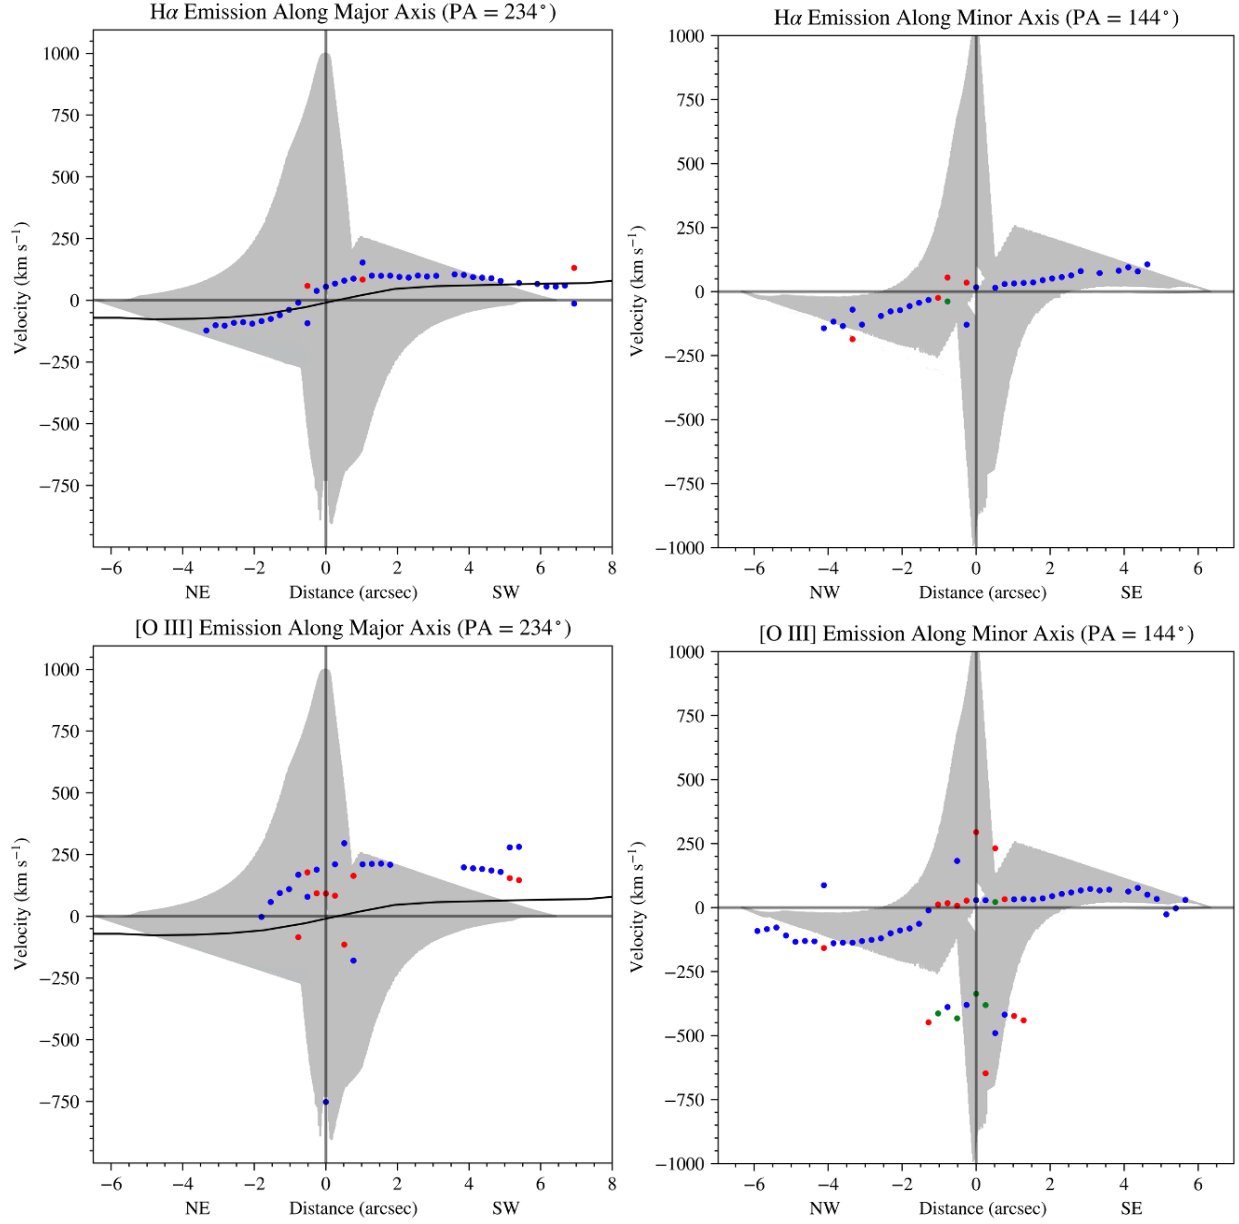 Hα Emission Along Major Axis (PA = 234°)
Hα Emission Along Minor Axis (PA = 144°)
1000
750
500
250
0
−250
−500
−750
Velocity (km s⁻¹)
−6 −4 −2 0 2 4 6 8
NE Distance (arcsec) SW
1000
750
500
250
0
−250
−500
−750
−1000
Velocity (km s⁻¹)
−6 −4 −2 0 2 4 6
NW Distance (arcsec) SE
[O III] Emission Along Major Axis (PA = 234°)
[O III] Emission Along Minor Axis (PA = 144°)
1000
750
500
250
0
−250
−500
−750
Velocity (km s⁻¹)
−6 −4 −2 0 2 4 6 8
NE Distance (arcsec) SW
1000
750
500
250
0
−250
−500
−750
−1000
Velocity (km s⁻¹)
−6 −4 −2 0 2 4 6
NW Distance (arcsec) SE